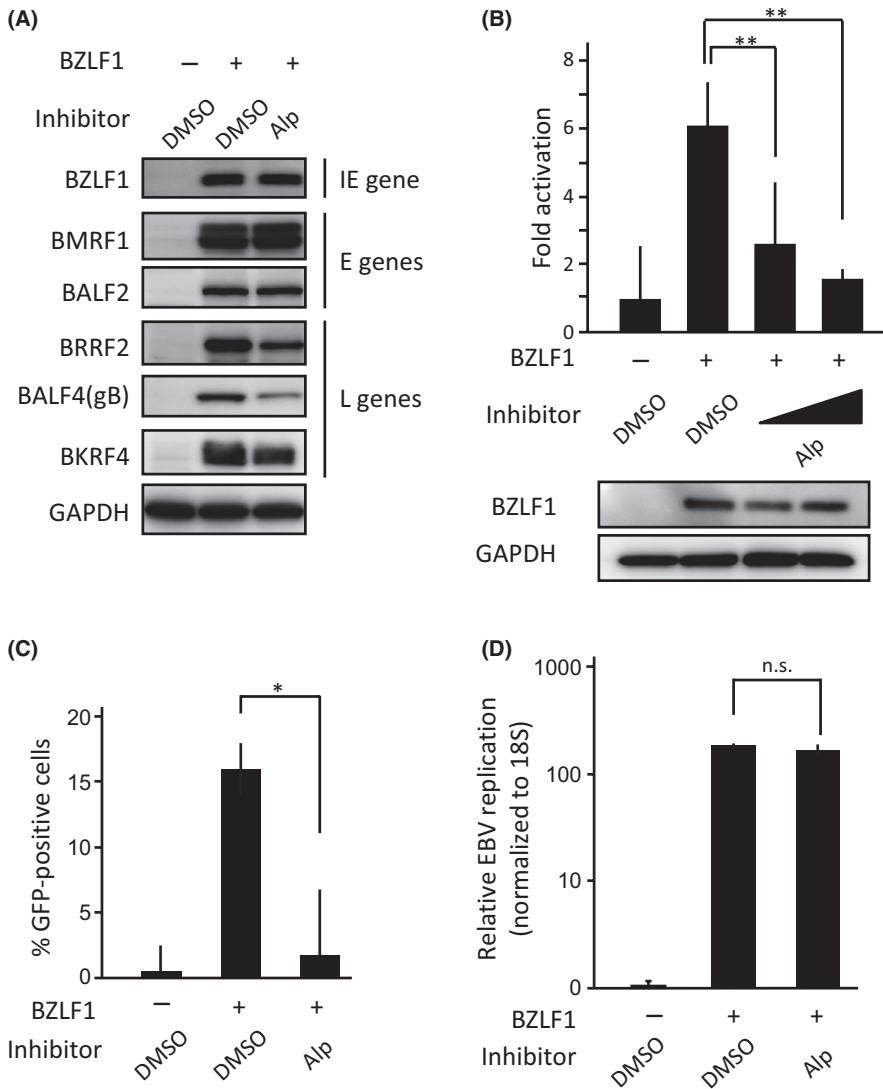 (A)
BZLF1 – + +
Inhibitor DMSO DMSO Alp
BZLF1 IE gene
BMRF1
E genes
BALF2
BRRF2
BALF4(gB) L genes
BKRF4
GAPDH
(B)
** 
**
8
6
4
2
0
Fold activation
BZLF1 – + + +
Inhibitor DMSO DMSO Alp
BZLF1
GAPDH
(C)
*
20
15
10
5
0
% GFP-positive cells
BZLF1 – + +
Inhibitor DMSO DMSO Alp
(D)
n.s.
1000
100
10
0
Relative EBV replication
(normalized to 18S)
BZLF1 – + +
Inhibitor DMSO DMSO Alp